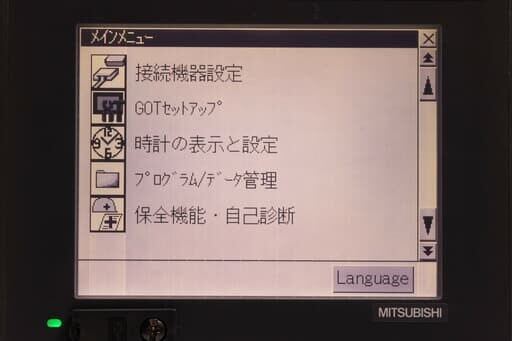 メインメニュー
接続機器設定
GOTセットアップ
時計の表示と設定
プログラム/データ管理
保全機能・自己診断
Language
MITSUBISHI